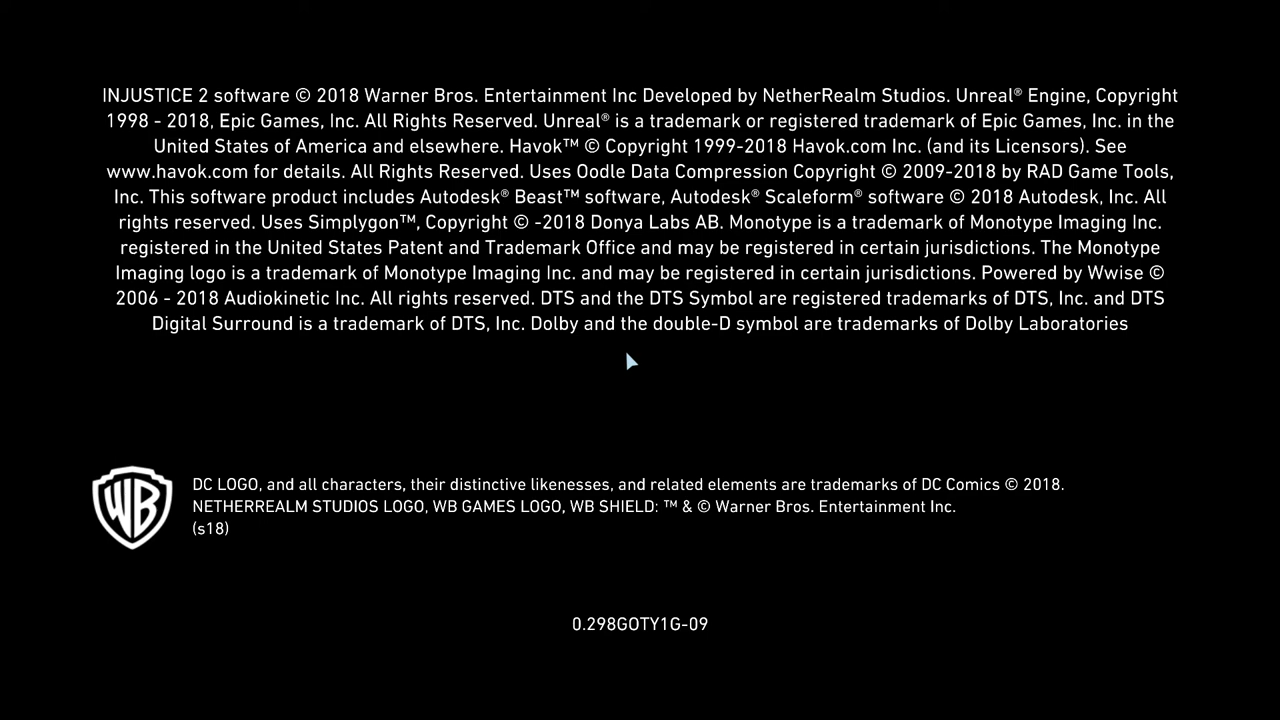 INJUSTICE 2 software © 2018 Warner Bros. Entertainment Inc Developed by NetherRealm Studios. Unreal® Engine, Copyright
1998 - 2018, Epic Games, Inc. All Rights Reserved. Unreal® is a trademark or registered trademark of Epic Games, Inc. in the
United States of America and elsewhere. Havok™ © Copyright 1999-2018 Havok.com Inc. (and its Licensors). See
www.havok.com for details. All Rights Reserved. Uses Oodle Data Compression Copyright © 2009-2018 by RAD Game Tools,
Inc. This software product includes Autodesk® Beast™ software, Autodesk® Scaleform® software © 2018 Autodesk, Inc. All
rights reserved. Uses Simplygon™, Copyright © -2018 Donya Labs AB. Monotype is a trademark of Monotype Imaging Inc.
registered in the United States Patent and Trademark Office and may be registered in certain jurisdictions. The Monotype
Imaging logo is a trademark of Monotype Imaging Inc. and may be registered in certain jurisdictions. Powered by Wwise ©
2006 - 2018 Audiokinetic Inc. All rights reserved. DTS and the DTS Symbol are registered trademarks of DTS, Inc. and DTS
Digital Surround is a trademark of DTS, Inc. Dolby and the double-D symbol are trademarks of Dolby Laboratories
WB
DC LOGO, and all characters, their distinctive likenesses, and related elements are trademarks of DC Comics © 2018.
NETHERREALM STUDIOS LOGO, WB GAMES LOGO, WB SHIELD: ™ & © Warner Bros. Entertainment Inc.
(s18)
0.298GOTY1G-09